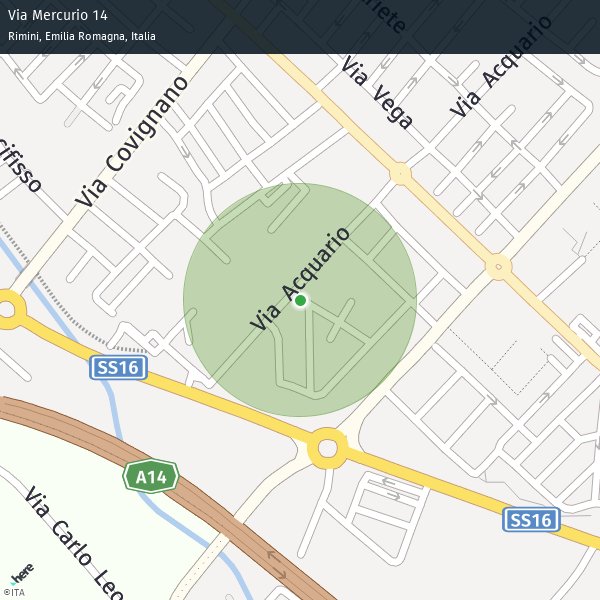 Via Mercurio 14
Rimini, Emilia Romagna, Italia
riete
Via Vega
Via Acquario
Via Covignano
cifisso
Via Acquario
SS16
A14
SS16
Via Carlo Leo
here
©ITA